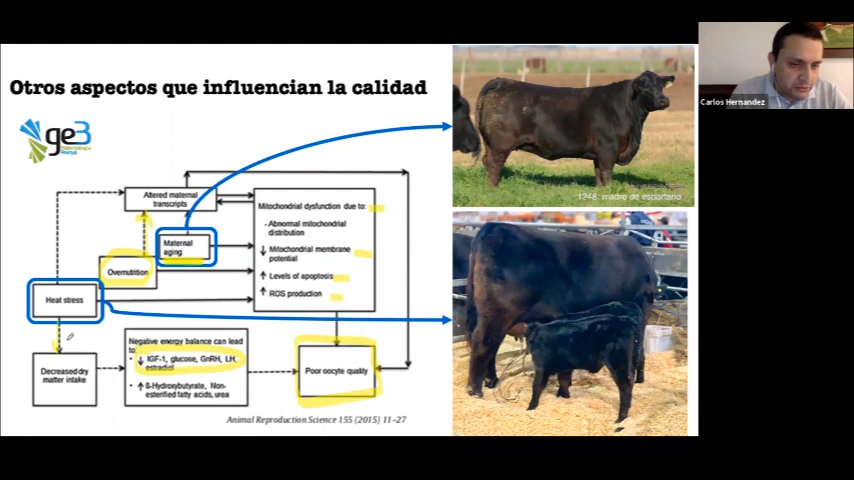 Otros aspectos que influencian la calidad
ge3
Altered maternal
transcripts
Maternal
aging
Overnutrition
Heat stress
Mitochondrial dysfunction due to:
- Abnormal mitochondrial
distribution
↓ Mitochondrial membrane
potential
↑ Levels of apoptosis
↑ ROS production
Decreased dry
matter intake
Negative energy balance can lead
to:
• ↓ IGF-1, glucose, GnRH, LH,
estradiol
• ↑ ß-Hydroxybutyrate, Non-
esterified fatty acids, urea
Poor oocyte quality
Animal Reproduction Science 155 (2015) 11–27
1248: madre de espartano
Carlos Hernandez